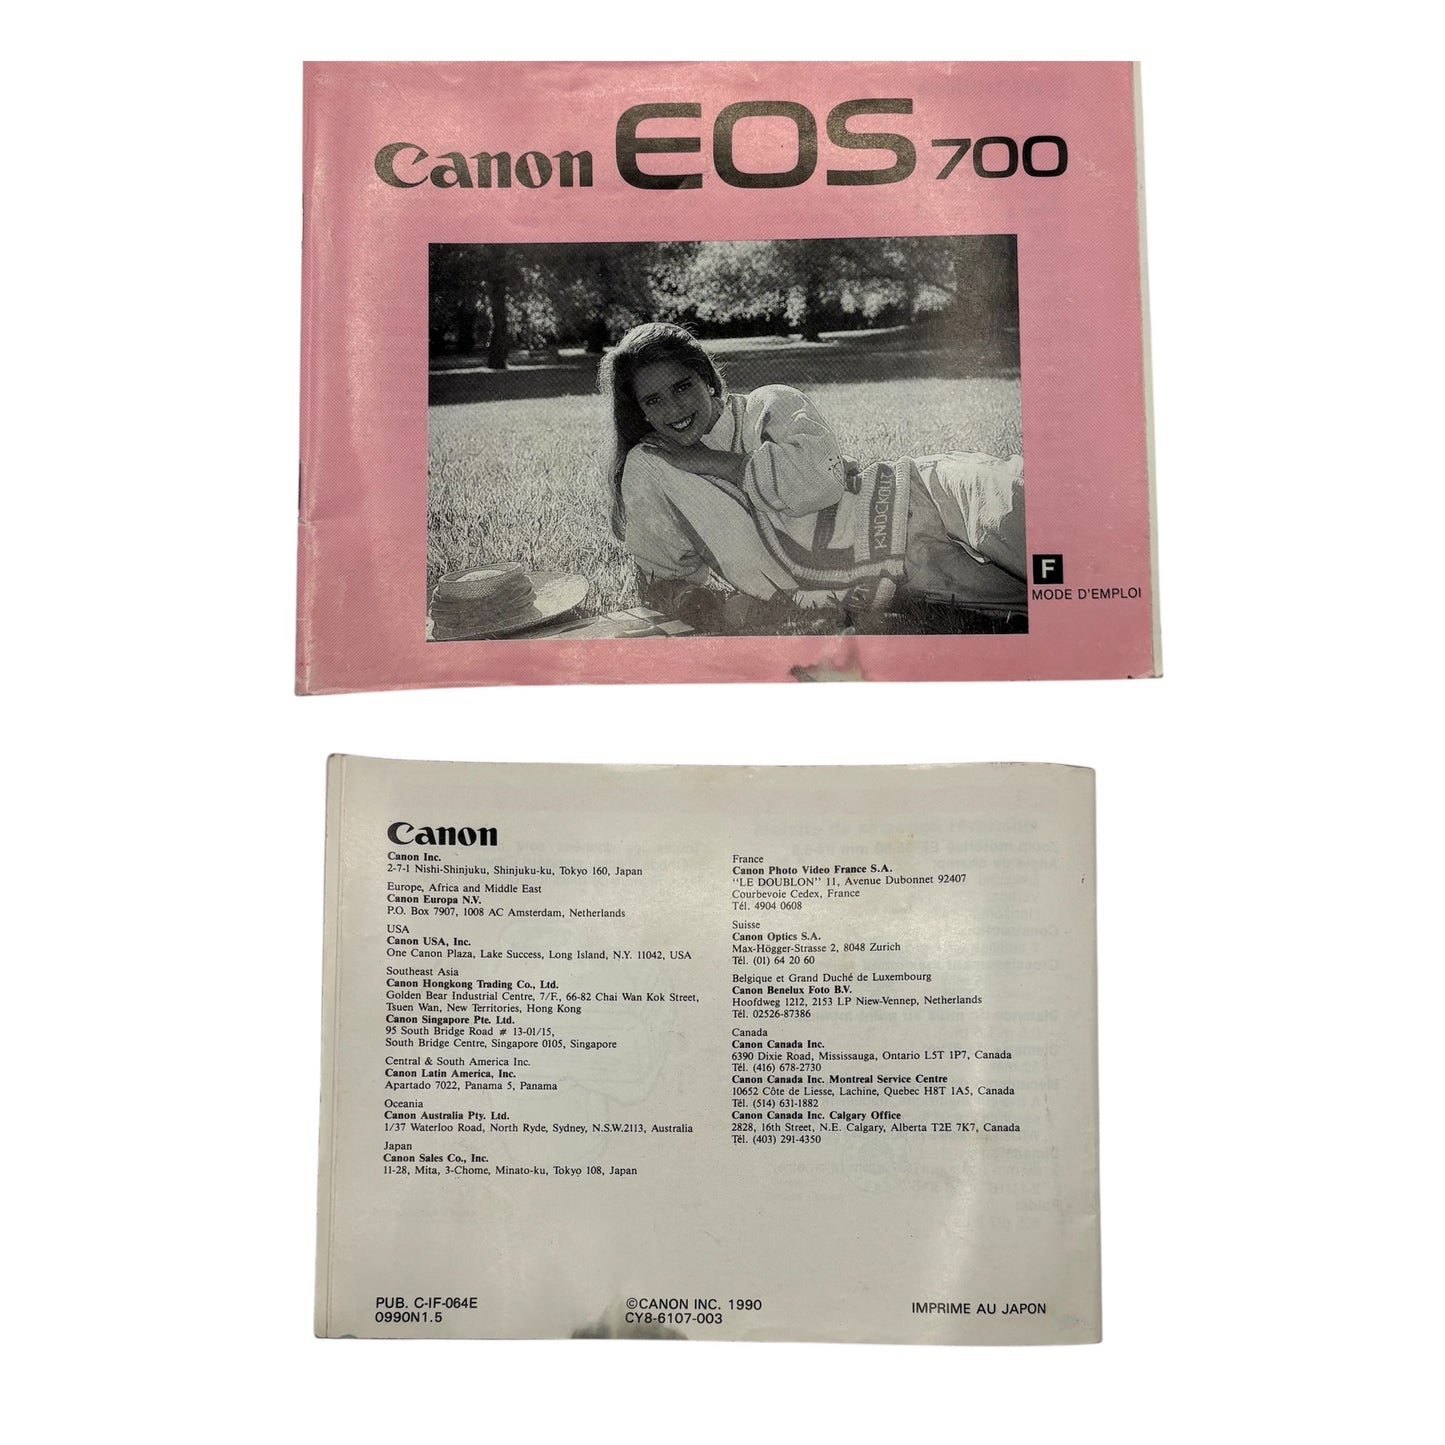 Canon EOS 700
KNOCKOUT
F
MODE D'EMPLOI
Canon
Canon Inc.
2-7-1 Nishi-Shinjuku, Shinjuku-ku, Tokyo 160, Japan
Europe, Africa and Middle East
Canon Europa N.V.
P.O. Box 7907, 1008 AC Amsterdam, Netherlands
USA
Canon USA, Inc.
One Canon Plaza, Lake Success, Long Island, N.Y. 11042, USA
Southeast Asia
Canon Hongkong Trading Co., Ltd.
Golden Bear Industrial Centre, 7/F., 66-82 Chai Wan Kok Street,
Tsuen Wan, New Territories, Hong Kong
Canon Singapore Pte. Ltd.
95 South Bridge Road # 13-01/15,
South Bridge Centre, Singapore 0105, Singapore
Central & South America Inc.
Canon Latin America, Inc.
Apartado 7022, Panama 5, Panama
Oceania
Canon Australia Pty. Ltd.
1/37 Waterloo Road, North Ryde, Sydney, N.S.W.2113, Australia
Japan
Canon Sales Co., Inc.
11-28, Mita, 3-Chome, Minato-ku, Tokyo 108, Japan
France
Canon Photo Video France S.A.
"LE DOUBLON" 11, Avenue Dubonnet 92407
Courbevoie Cedex, France
Tél. 4904 0608
Suisse
Canon Optics S.A.
Max-Högger-Strasse 2, 8048 Zurich
Tél. (01) 64 20 60
Belgique et Grand Duché de Luxembourg
Canon Benelux Foto B.V.
Hoofdweg 1212, 2153 LP Niew-Vennep, Netherlands
Tél. 02526-87386
Canada
Canon Canada Inc.
6390 Dixie Road, Mississauga, Ontario L5T 1P7, Canada
Tél. (416) 678-2730
Canon Canada Inc. Montreal Service Centre
10652 Côte de Liesse, Lachine, Quebec H8T 1A5, Canada
Tél. (514) 631-1882
Canon Canada Inc. Calgary Office
2828, 16th Street, N.E. Calgary, Alberta T2E 7K7, Canada
Tél. (403) 291-4350
PUB. C-IF-064E
0990N1.5
©CANON INC. 1990
CY8-6107-003
IMPRIME AU JAPON